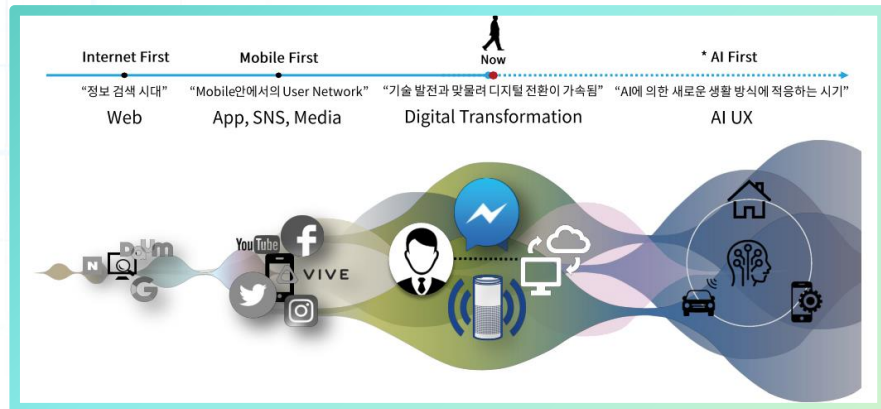 Internet First
Mobile First
Now
* AI First
“정보 검색 시대”
“Mobile안에서의 User Network”
“기술 발전과 맞물려 디지털 전환이 가속됨”
“AI에 의한 새로운 생활 방식에 적응하는 시기”
Web
App, SNS, Media
Digital Transformation
AI UX
N
Daum
G
YouTube
f
VIVE